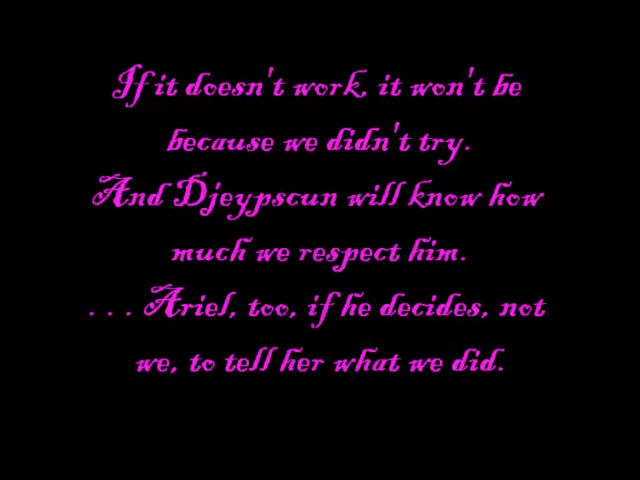 If it doesn't work, it won't be
because we didn't try.
And Djeypscun will know how
much we respect him.
. . . Ariel, too, if he decides, not
we, to tell her what we did.